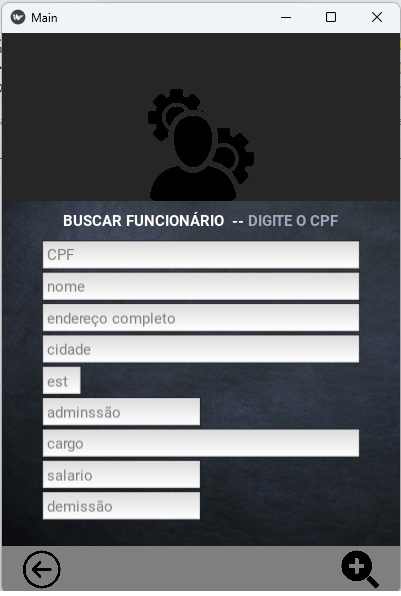 Main
BUSCAR FUNCIONÁRIO -- DIGITE O CPF
CPF
nome
endereço completo
cidade
est
adminssão
cargo
salario
demissão